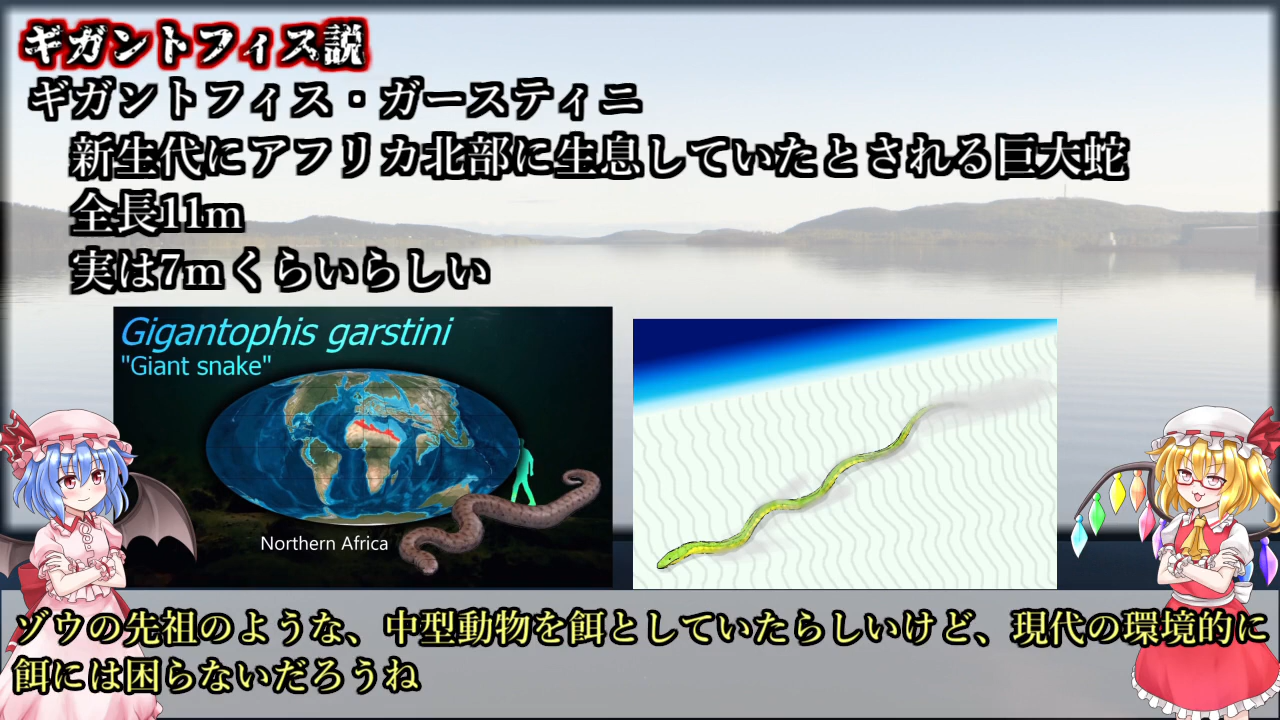 ギガントフィス説
ギガントフィス・ガースティニ
新生代にアフリカ北部に生息していたとされる巨大蛇
全長11m
実は7mくらいらしい
Gigantophis garstini
"Giant snake"
Northern Africa
ゾウの先祖のような、中型動物を餌としていたらしいけど、現代の環境的に
餌には困らないだろうね